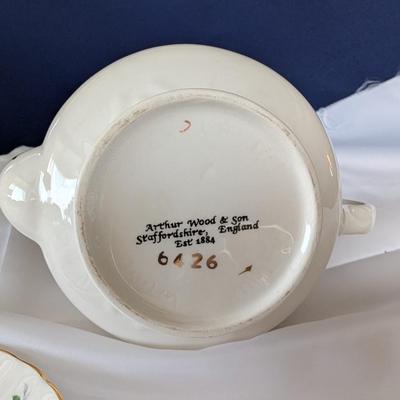 Arthur Wood & Son
Staffordshire, England
Est 1884
6426